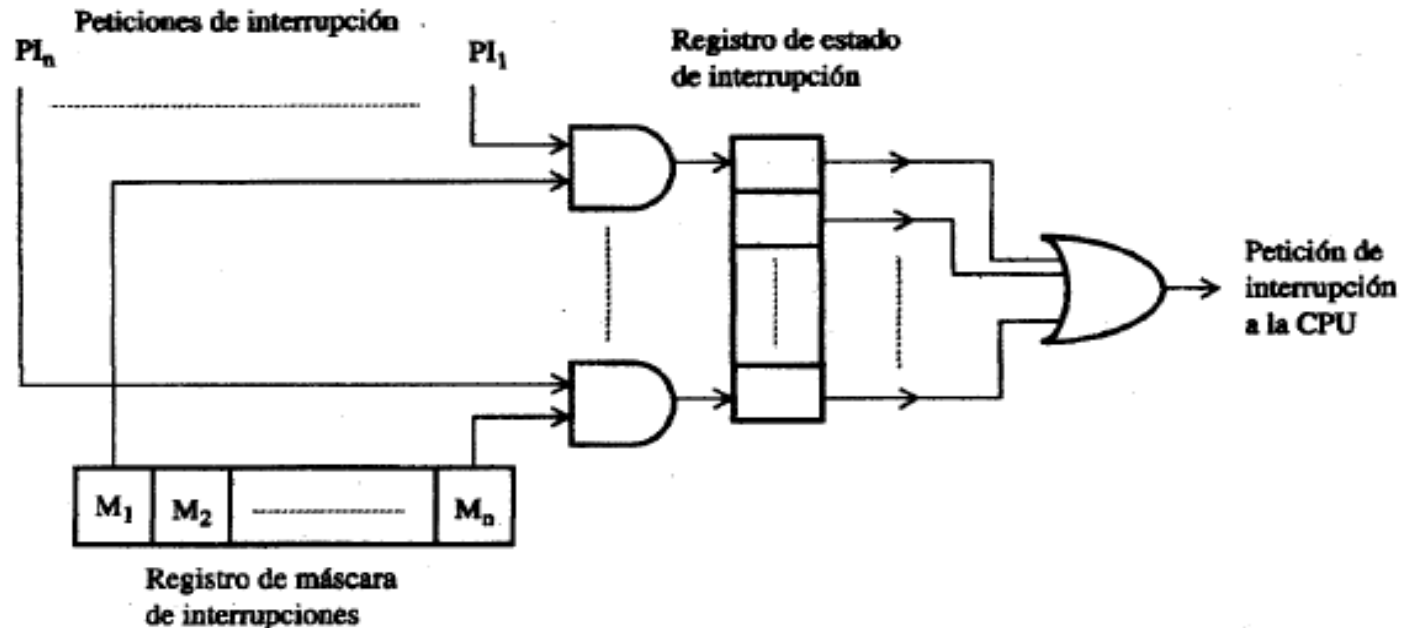 Peticiones de interrupción
PIₙ
PI₁
Registro de estado
de interrupción
Petición de
interrupción
a la CPU
M₁
M₂
Mₙ
Registro de máscara
de interrupciones